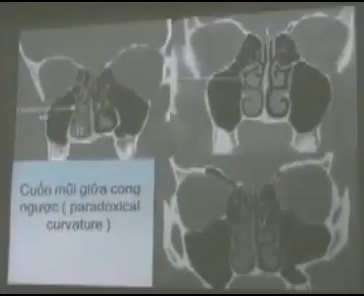 Cuốn mũi giữa cong
ngược ( paradoxical
curvature )